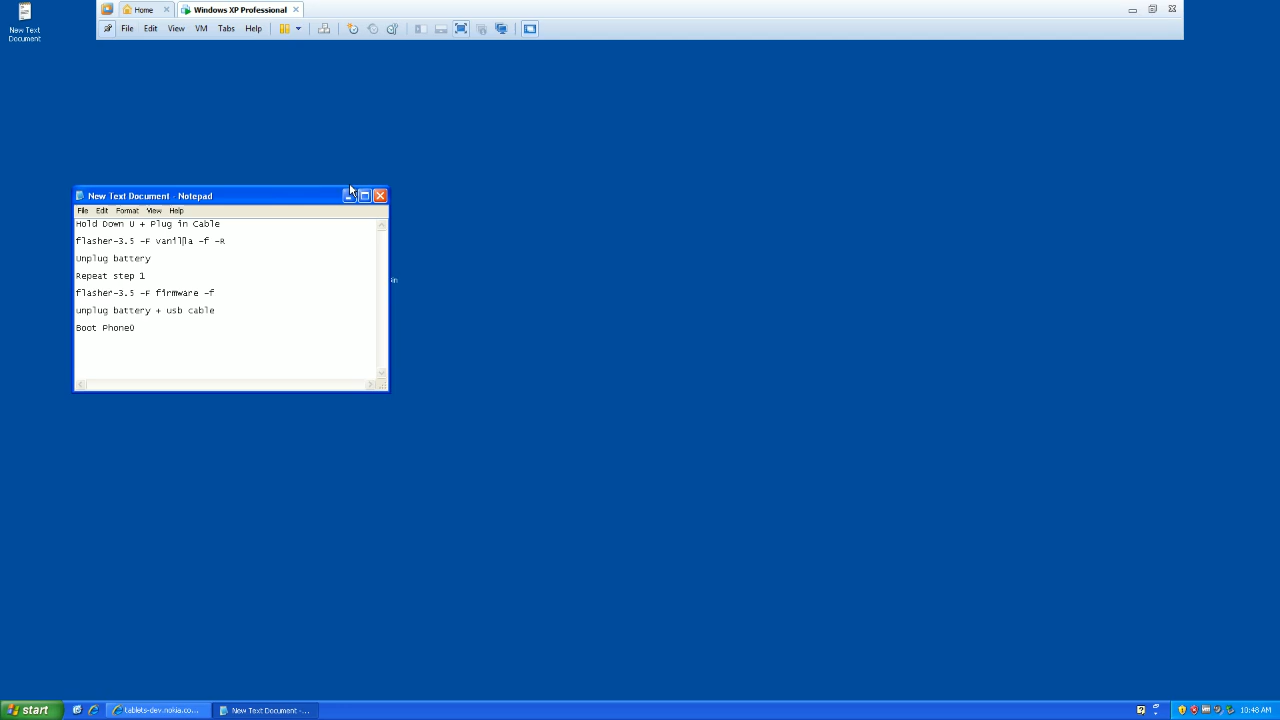 New Text
Document
Home
Windows XP Professional
File Edit View VM Tabs Help
New Text Document - Notepad
File Edit Format View Help
Hold Down U + Plug in Cable
flasher-3.5 -F vanilla -f -R
Unplug battery
Repeat step 1
flasher-3.5 -F firmware -f
unplug battery + usb cable
Boot Phone0
start
tablets-dev.nokia.co...
New Text Document -...
10:48 AM